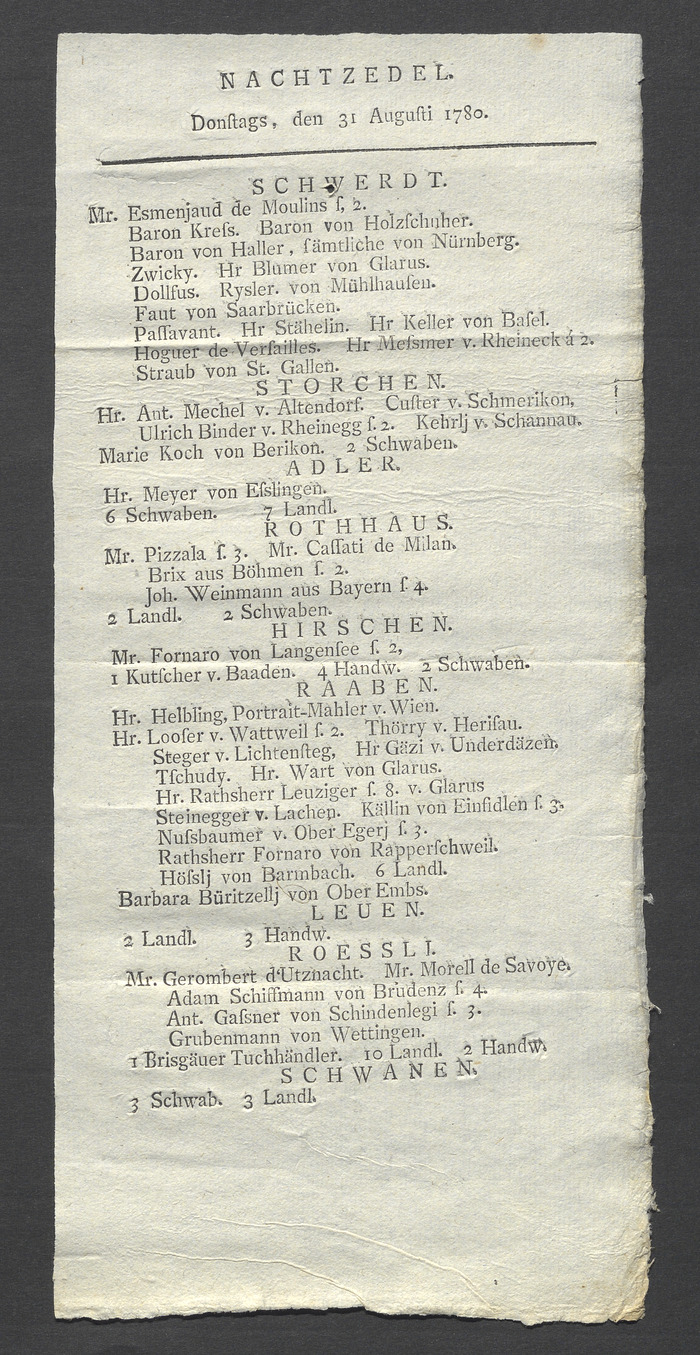 NACHTZEDEL.
Donſtags, den 31 Auguſti 1780.
SCHWERDT.
Mr. Esmenjaud de Moulins ſ, 2.
Baron Kreſs. Baron von Holzſchuher.
Baron von Haller, ſämtliche von Nürnberg.
Zwicky. Hr Blumer von Glarus.
Dollfus. Rysler. von Mühlhauſen.
Faut von Saarbrücken.
Paſſavant. Hr Stähelin. Hr Keller von Baſel.
Hoguer de Verſailles. Hr Meſsmer v. Rheineck á 2.
Straub von St. Gallen.
STORCHEN.
Hr. Ant. Mechel v. Altendorf. Cuſter v. Schmerikon,
Ulrich Binder v. Rheinegg ſ. 2. Kehrlj v. Schannau.
Marie Koch von Berikon. 2 Schwaben.
ADLER.
Hr. Meyer von Eſslingen.
6 Schwaben. 7 Landl.
ROTHHAUS.
Mr. Pizzala ſ. 3. Mr. Caſſati de Milan.
Brix aus Böhmen ſ. 2.
Joh. Weinmann aus Bayern ſ. 4.
2 Landl. 2 Schwaben.
HIRSCHEN.
Mr. Fornaro von Langenſee ſ. 2,
1 Kutſcher v. Baaden. 4 Handw. 2 Schwaben.
RAABEN.
Hr. Helbling, Portrait-Mahler v. Wien.
Hr. Looſer v. Wattweil ſ. 2. Thörry v. Heriſau.
Steger v. Lichtenſteg, Hr Gäzi v. Underdäzen.
Tſchudy. Hr. Wart von Glarus.
Hr. Rathsherr Leuziger ſ. 8. v. Glarus
Steinegger v. Lachen. Källin von Einſidlen ſ. 3.
Nuſsbaumer v. Ober Egerj ſ. 3.
Rathsherr Fornaro von Rapperſchweil.
Höſslj von Barmbach. 6 Landl.
Barbara Büritzellj von Ober Embs.
LEUEN.
2 Landl. 3 Handw.
ROESSLI.
Mr. Gerombert d'Utznacht. Mr. Morell de Savoye.
Adam Schiffmann von Brudenz ſ. 4.
Ant. Gaſsner von Schindenlegi ſ. 3.
Grubenmann von Wettingen.
1 Brisgäuer Tuchhändler. 10 Landl. 2 Handw.
SCHWANEN.
3 Schwab. 3 Landl.